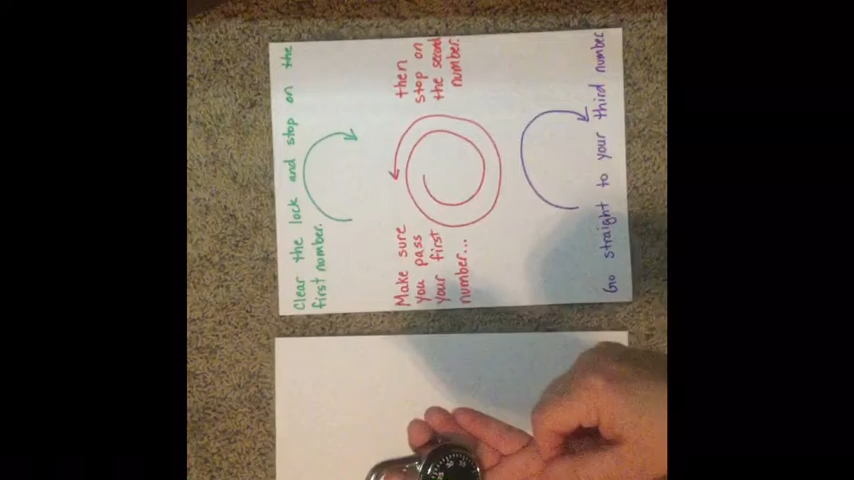 Clear the lock and stop on the
first number.
Make sure
you pass
your first
number...
then
stop on
the second
number.
Go straight to your third number